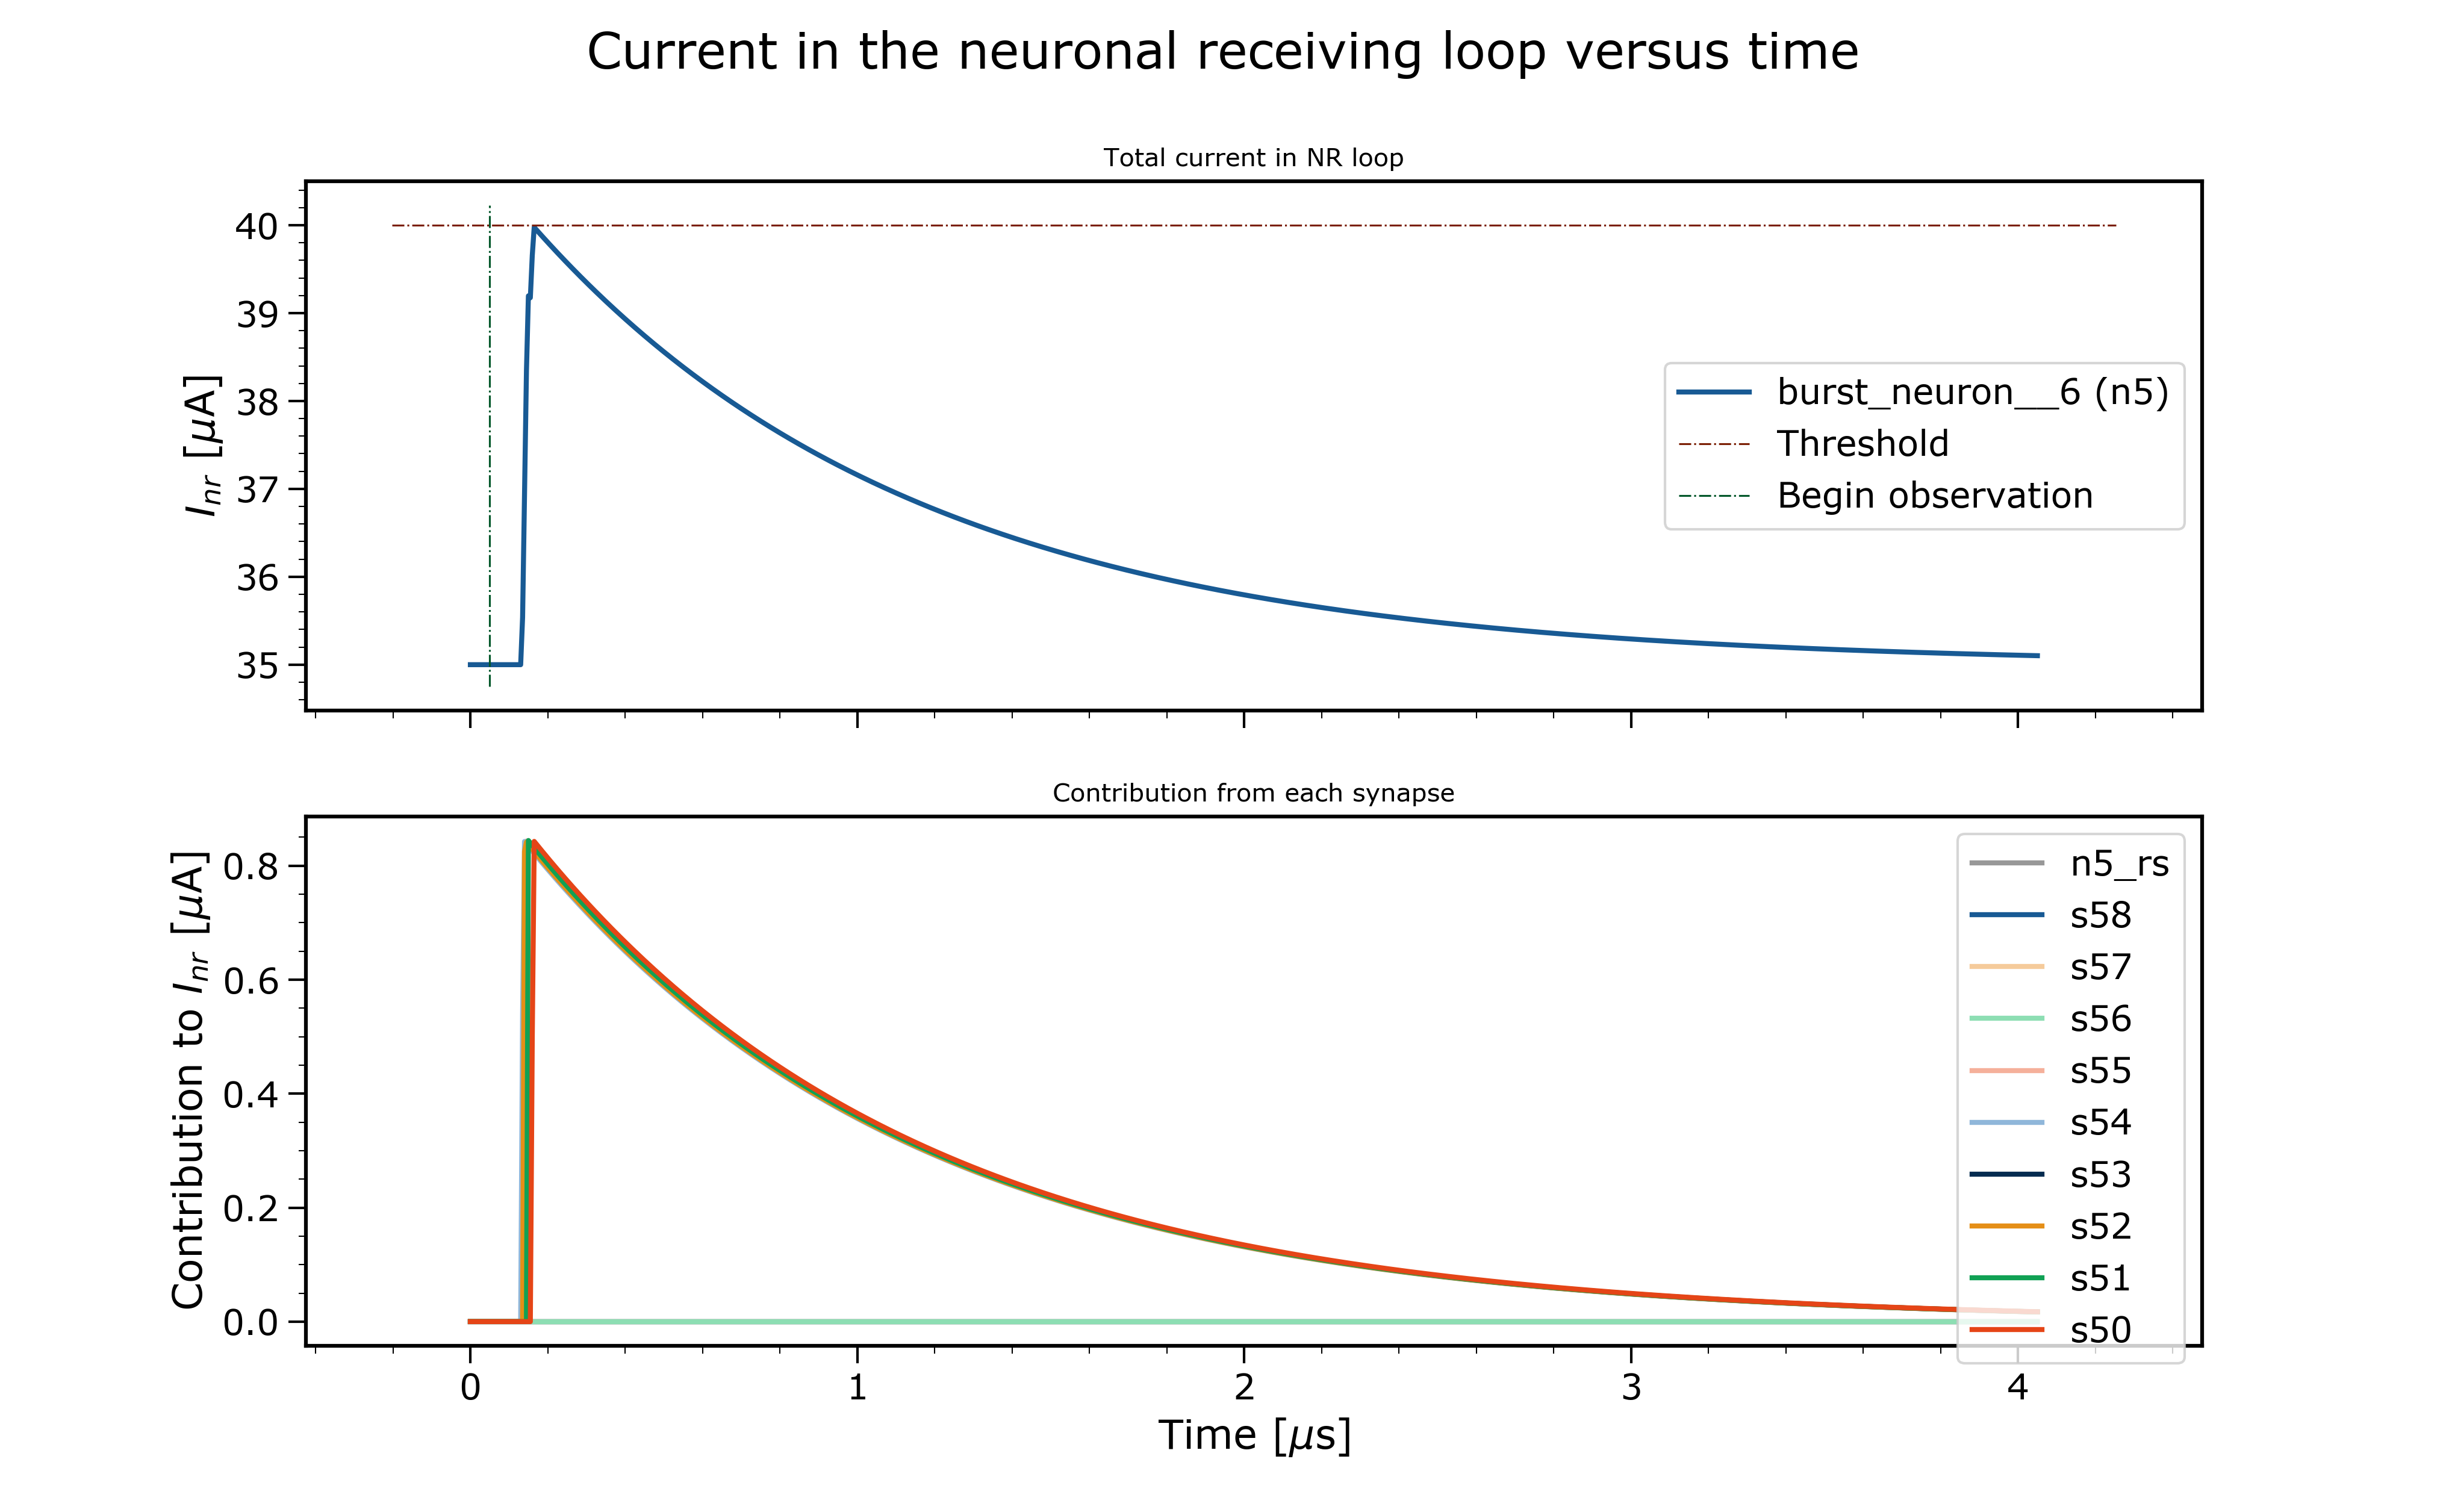 Current in the neuronal receiving loop versus time
Total current in NR loop
I_nr [μA]
40
39
38
37
36
35
burst_neuron__6 (n5)
Threshold
Begin observation
Contribution from each synapse
Contribution to I_nr [μA]
0.8
0.6
0.4
0.2
0.0
n5_rs
s58
s57
s56
s55
s54
s53
s52
s51
s50
0 1 2 3 4
Time [μs]